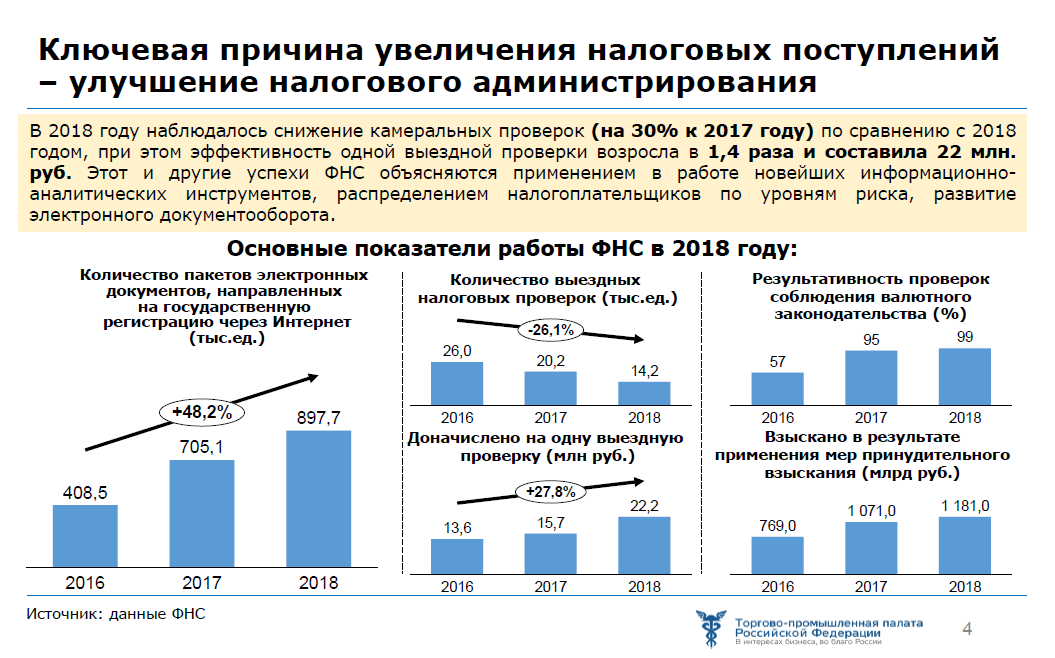 Ключевая причина увеличения налоговых поступлений
– улучшение налогового администрирования
В 2018 году наблюдалось снижение камеральных проверок (на 30% к 2017 году) по сравнению с 2018
годом, при этом эффективность одной выездной проверки возросла в 1,4 раза и составила 22 млн.
руб. Этот и другие успехи ФНС объясняются применением в работе новейших информационно-
аналитических инструментов, распределением налогоплательщиков по уровням риска, развитие
электронного документооборота.
Основные показатели работы ФНС в 2018 году:
Количество пакетов электронных
документов, направленных
на государственную
регистрацию через Интернет
(тыс.ед.)
+48,2%
408,5
705,1
897,7
2016
2017
2018
Количество выездных
налоговых проверок (тыс.ед.)
-26,1%
26,0
20,2
14,2
2016
2017
2018
Доначислено на одну выездную
проверку (млн руб.)
+27,8%
13,6
15,7
22,2
2016
2017
2018
Результативность проверок
соблюдения валютного
законодательства (%)
57
95
99
2016
2017
2018
Взыскано в результате
применения мер принудительного
взыскания (млрд руб.)
769,0
1 071,0
1 181,0
2016
2017
2018
Источник: данные ФНС
Торгово-промышленная палата
Российской Федерации
В интересах бизнеса, во благо России
4